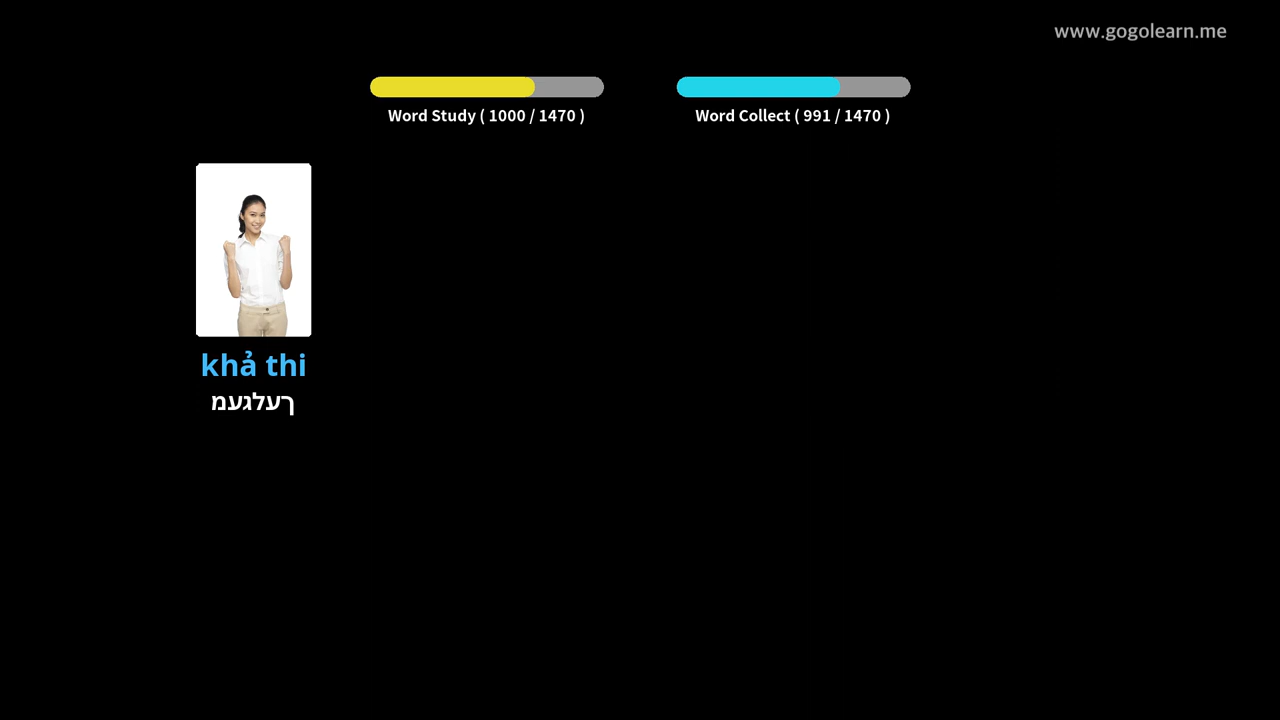 www.gogolearn.me
Word Study ( 1000 / 1470 )
Word Collect ( 991 / 1470 )
khả thi
ךעלגעמ